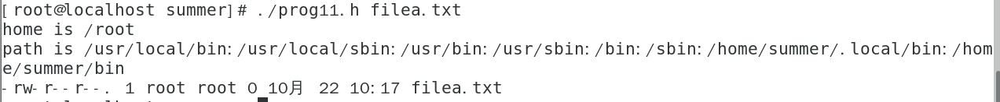 [root@localhost summer]# ./prog11.h filea.txt
home is /root
path is /usr/local/bin:/usr/local/sbin:/usr/bin:/usr/sbin:/bin:/sbin:/home/summer/.local/bin:/hom
e/summer/bin
-rw-r--r--. 1 root root 0 10月 22 10:17 filea.txt